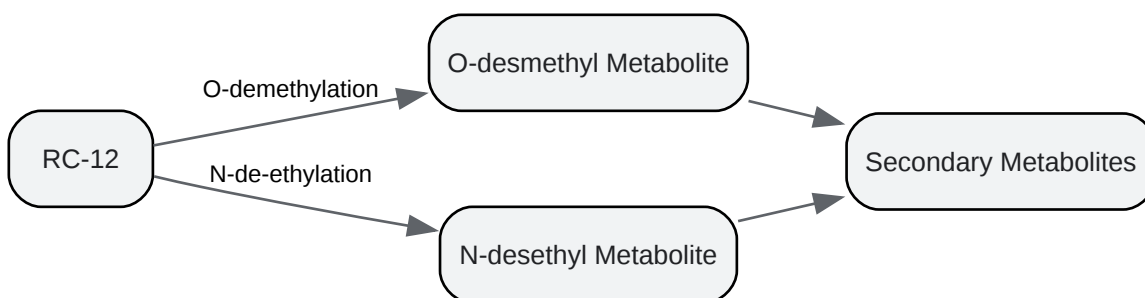 O-desmethyl Metabolite
O-demethylation
RC-12
Secondary Metabolites
N-de-ethylation
N-desethyl Metabolite